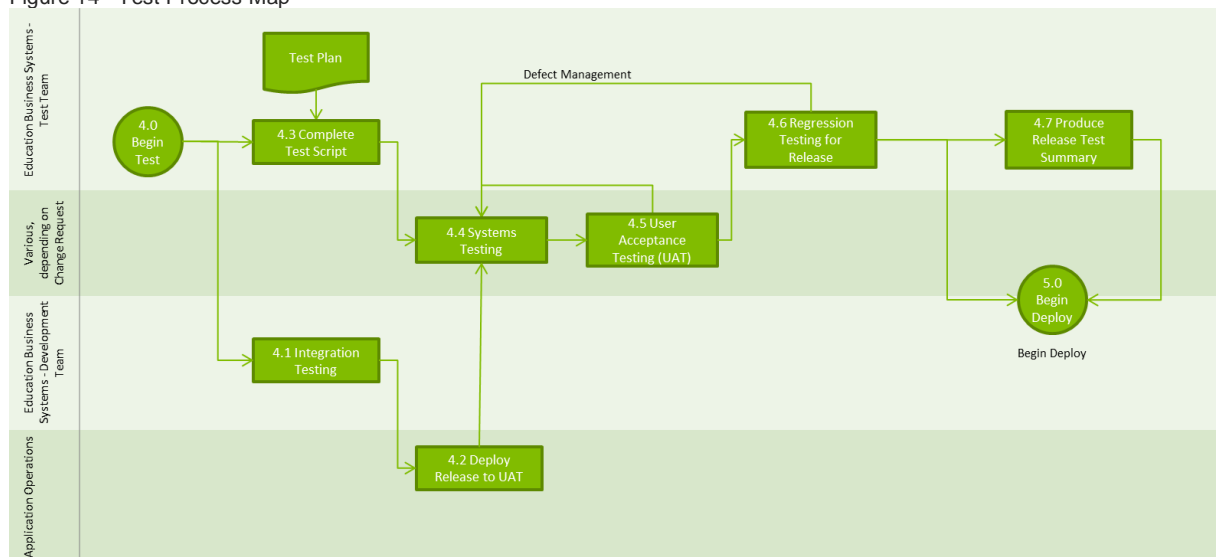 Figure 14 - Test Process Map
Education Business Systems -
Test Team
Test Plan
Defect Management
4.0
Begin
Test
4.3 Complete
Test Script
4.6 Regression
Testing for
Release
4.7 Produce
Release Test
Summary
Various,
depending on
Change Request
4.4 Systems
Testing
4.5 User
Acceptance
Testing (UAT)
5.0
Begin
Deploy
Begin Deploy
Education Business
Systems - Development
Team
4.1 Integration
Testing
Application Operations
4.2 Deploy
Release to UAT